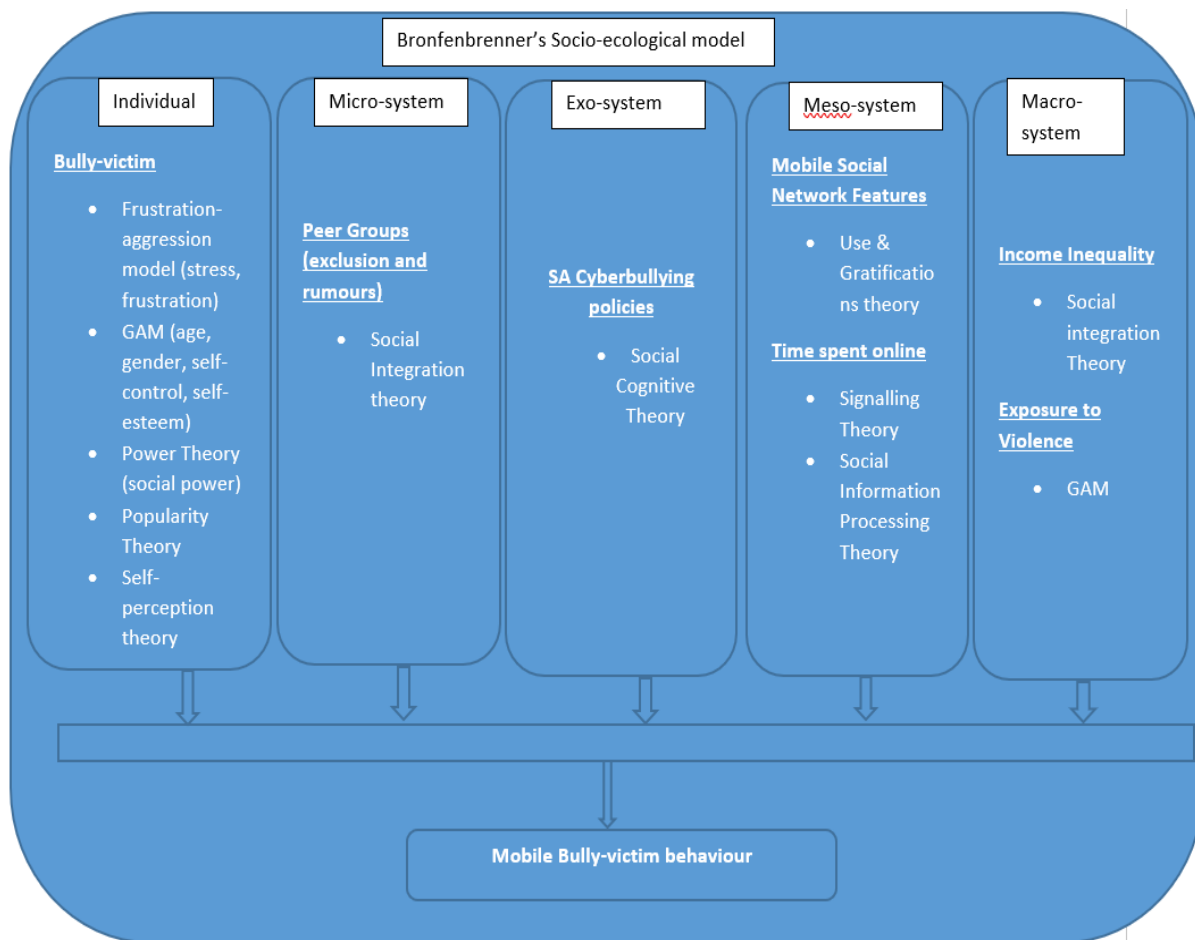 Bronfenbrenner's Socio-ecological model
Individual
Bully-victim
• Frustration-
aggression
model (stress,
frustration)
• GAM (age,
gender, self-
control, self-
esteem)
• Power Theory
(social power)
• Popularity
Theory
• Self-
perception
theory
Micro-system
Peer Groups
(exclusion and
rumours)
• Social
Integration
theory
Exo-system
SA Cyberbullying
policies
• Social
Cognitive
Theory
Meso-system
Mobile Social
Network Features
• Use &
Gratificatio
ns theory
Time spent online
• Signalling
Theory
• Social
Information
Processing
Theory
Macro-
system
Income Inequality
• Social
integration
Theory
Exposure to
Violence
• GAM
Mobile Bully-victim behaviour